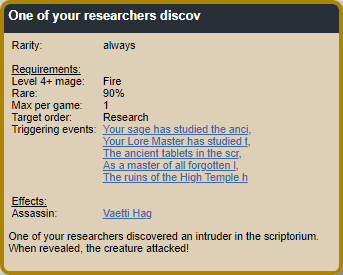 One of your researchers discov
Rarity: always
Requirements:
Level 4+ mage: Fire
Rare: 90%
Max per game: 1
Target order: Research
Triggering events: Your sage has studied the anci,
Your Lore Master has studied t,
The ancient tablets in the scr,
As a master of all forgotten l,
The ruins of the High Temple h
Effects:
Assassin: Vaetti Hag
One of your researchers discovered an intruder in the scriptorium.
When revealed, the creature attacked!